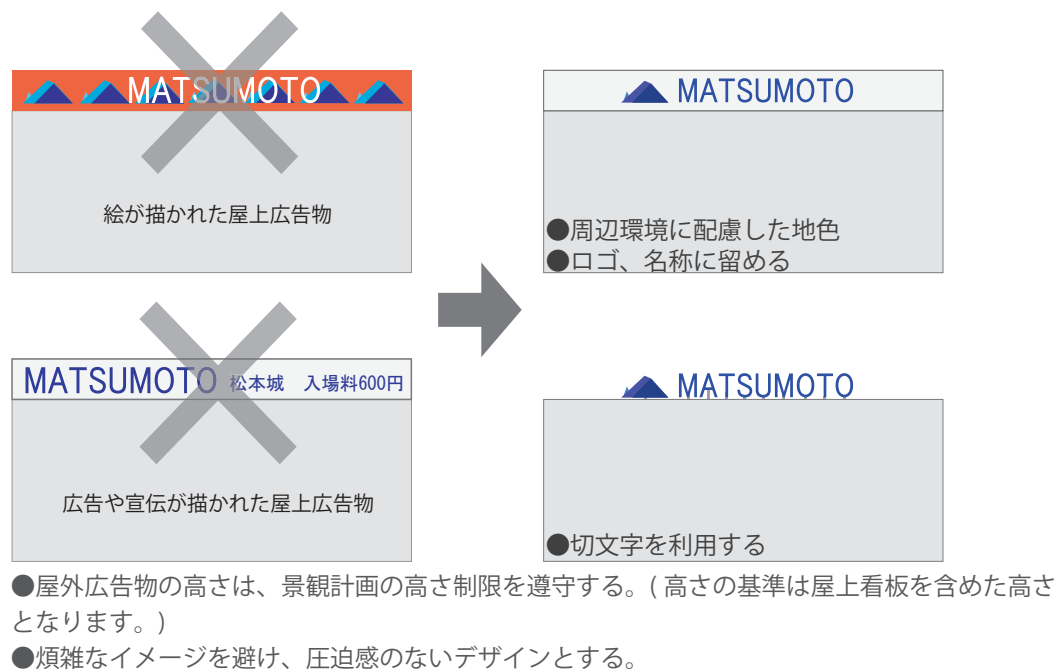 MATSUMOTO
絵が描かれた屋上広告物
MATSUMOTO
●周辺環境に配慮した地色
●ロゴ、名称に留める
MATSUMOTO 松本城 入場料600円
広告や宣伝が描かれた屋上広告物
MATSUMOTO
●切文字を利用する
●屋外広告物の高さは、景観計画の高さ制限を遵守する。( 高さの基準は屋上看板を含めた高さ
となります。)
●煩雑なイメージを避け、圧迫感のないデザインとする。